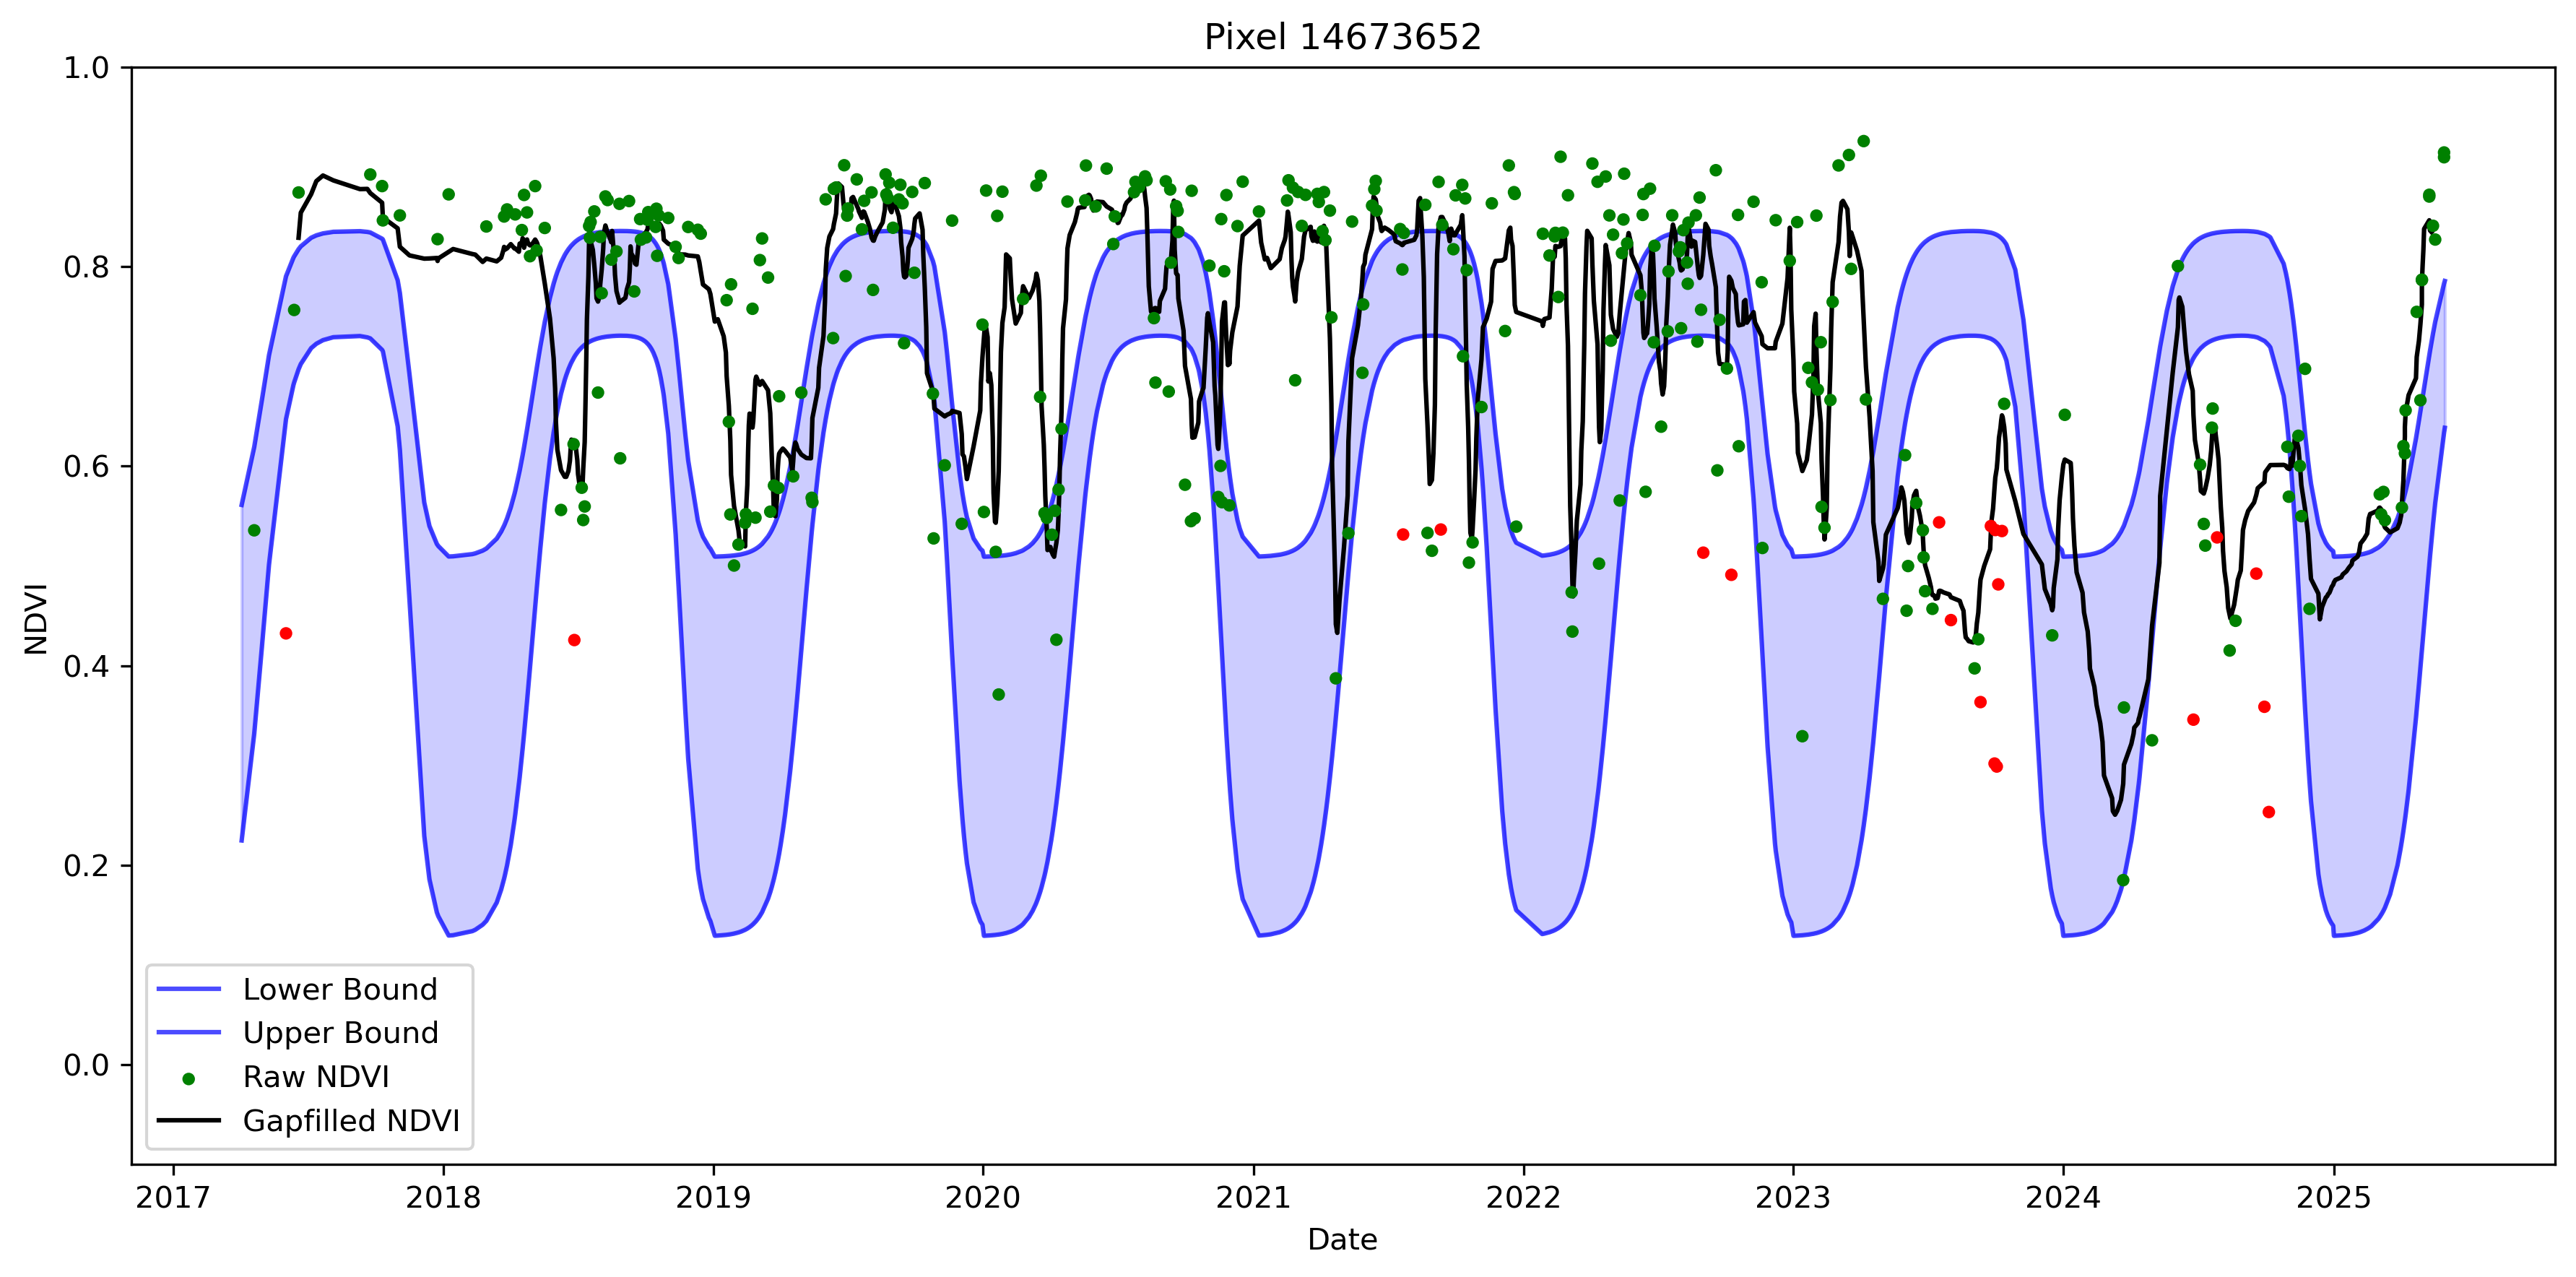 Pixel 14673652
1.0
0.8
0.6
0.4
0.2
0.0
NDVI
Lower Bound
Upper Bound
Raw NDVI
Gapfilled NDVI
2017 2018 2019 2020 2021 2022 2023 2024 2025
Date